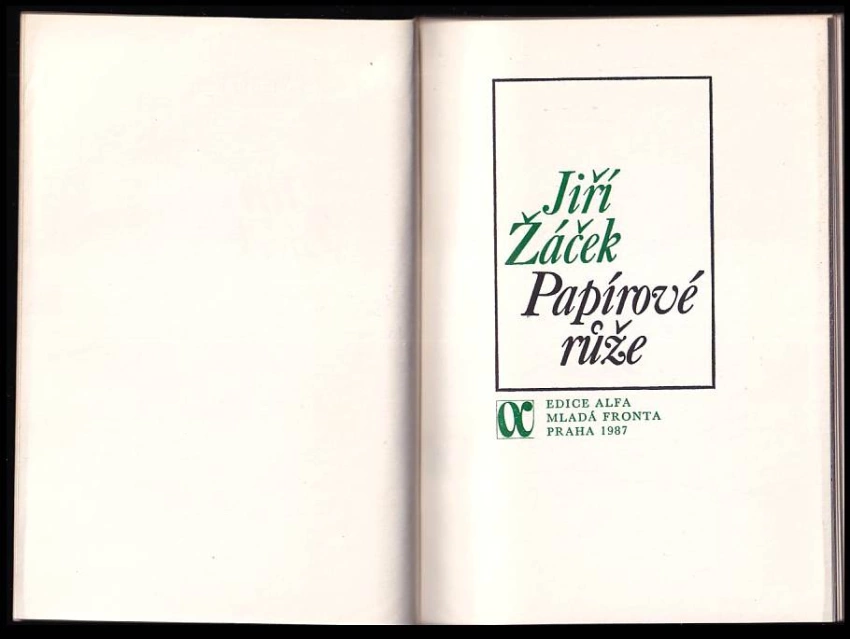 Jiří
Žáček
Papírové
růže
EDICE ALFA
MLADÁ FRONTA
PRAHA 1987